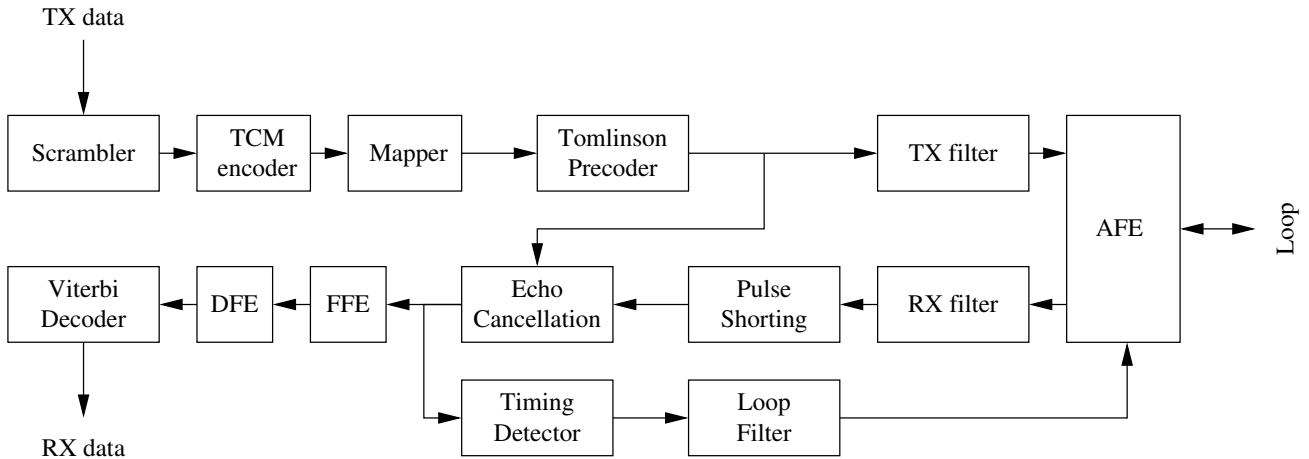 TX data
Scrambler
TCM
encoder
Mapper
Tomlinson
Precoder
TX filter
AFE
Loop
Viterbi
Decoder
DFE
FFE
Echo
Cancellation
Pulse
Shorting
RX filter
Timing
Detector
Loop
Filter
RX data